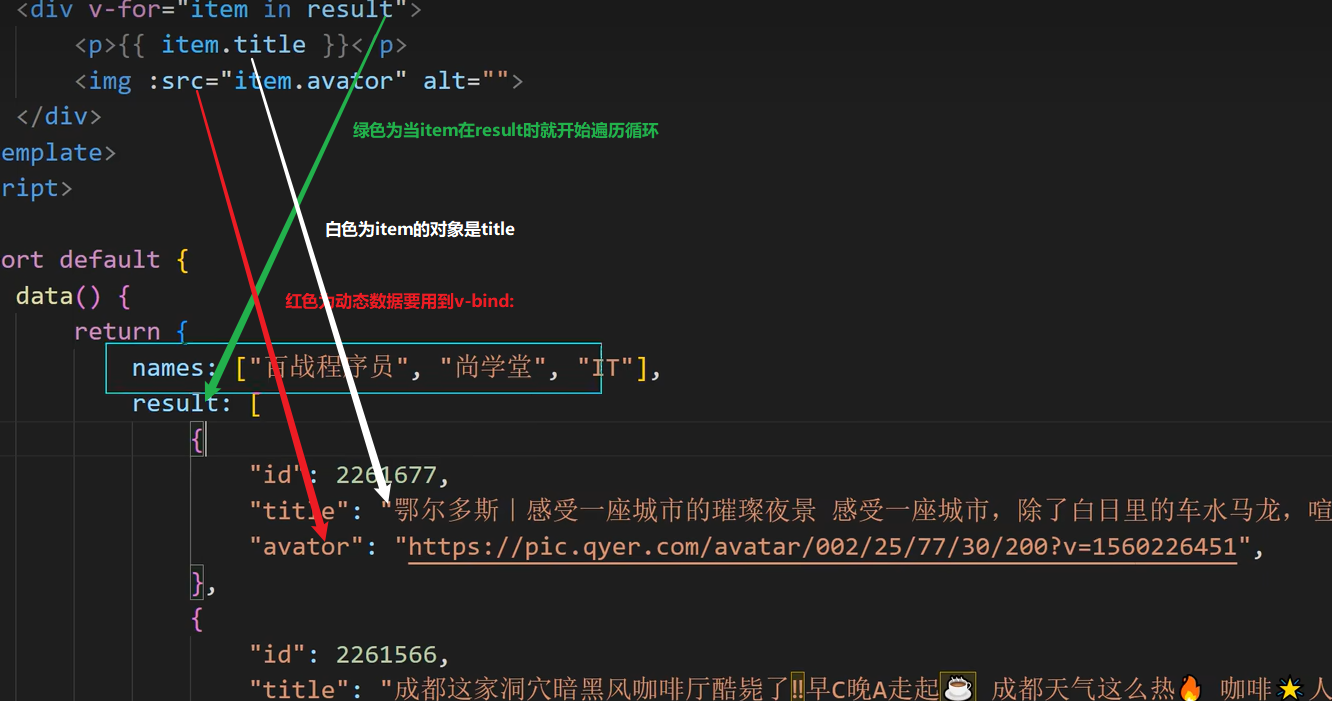 <div v-for="item in result">
<p>{{ item.title }}< p>
<img :src="item.avator" alt="">
</div>
emplate>
ript>
绿色为当item在result时就开始遍历循环
白色为item的对象是title
ort default {
data() {
红色为动态数据要用到v-bind:
return {
names: ["百战程序员", "尚学堂", "IT"],
result: [
{
"id": 2261677,
"title": "鄂尔多斯｜感受一座城市的璀璨夜景 感受一座城市，除了白日里的车水马龙，喧
"avator": "https://pic.qyer.com/avatar/002/25/77/30/200?v=1560226451",
},
{
"id": 2261566,
"title": "成都这家洞穴暗黑风咖啡厅酷毙了‼️早C晚A走起☕ 成都天气这么热🔥 咖啡🌟人